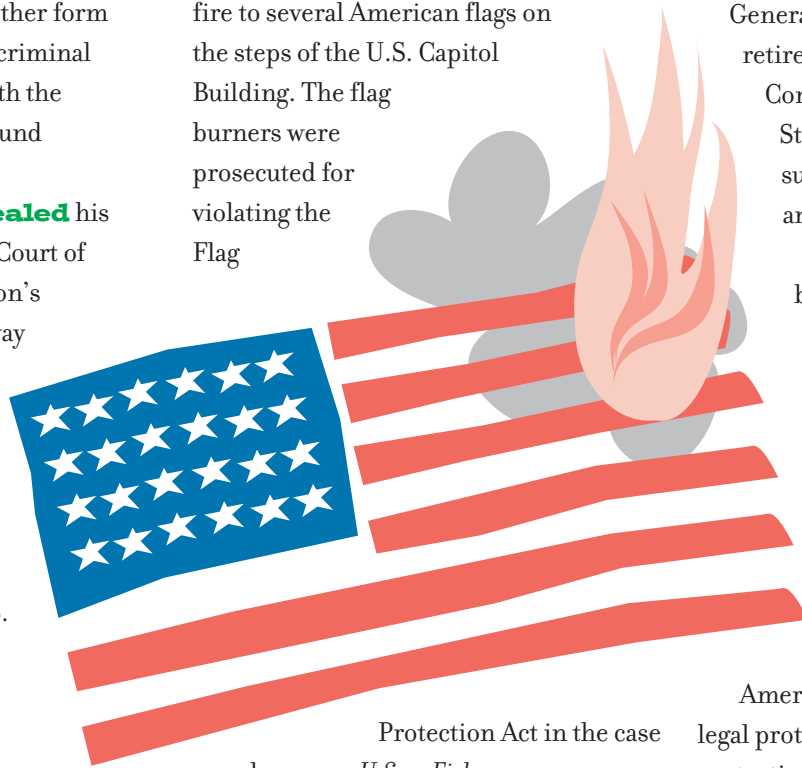 ther form
criminal
th the
und
ealed his
Court of
on's
ay
.
fire to several American flags on
the steps of the U.S. Capitol
Building. The flag
burners were
prosecuted for
violating the
Flag
Protection Act in the case
Genera
retire
Cor
St
su
ar
b
Amer
legal prot